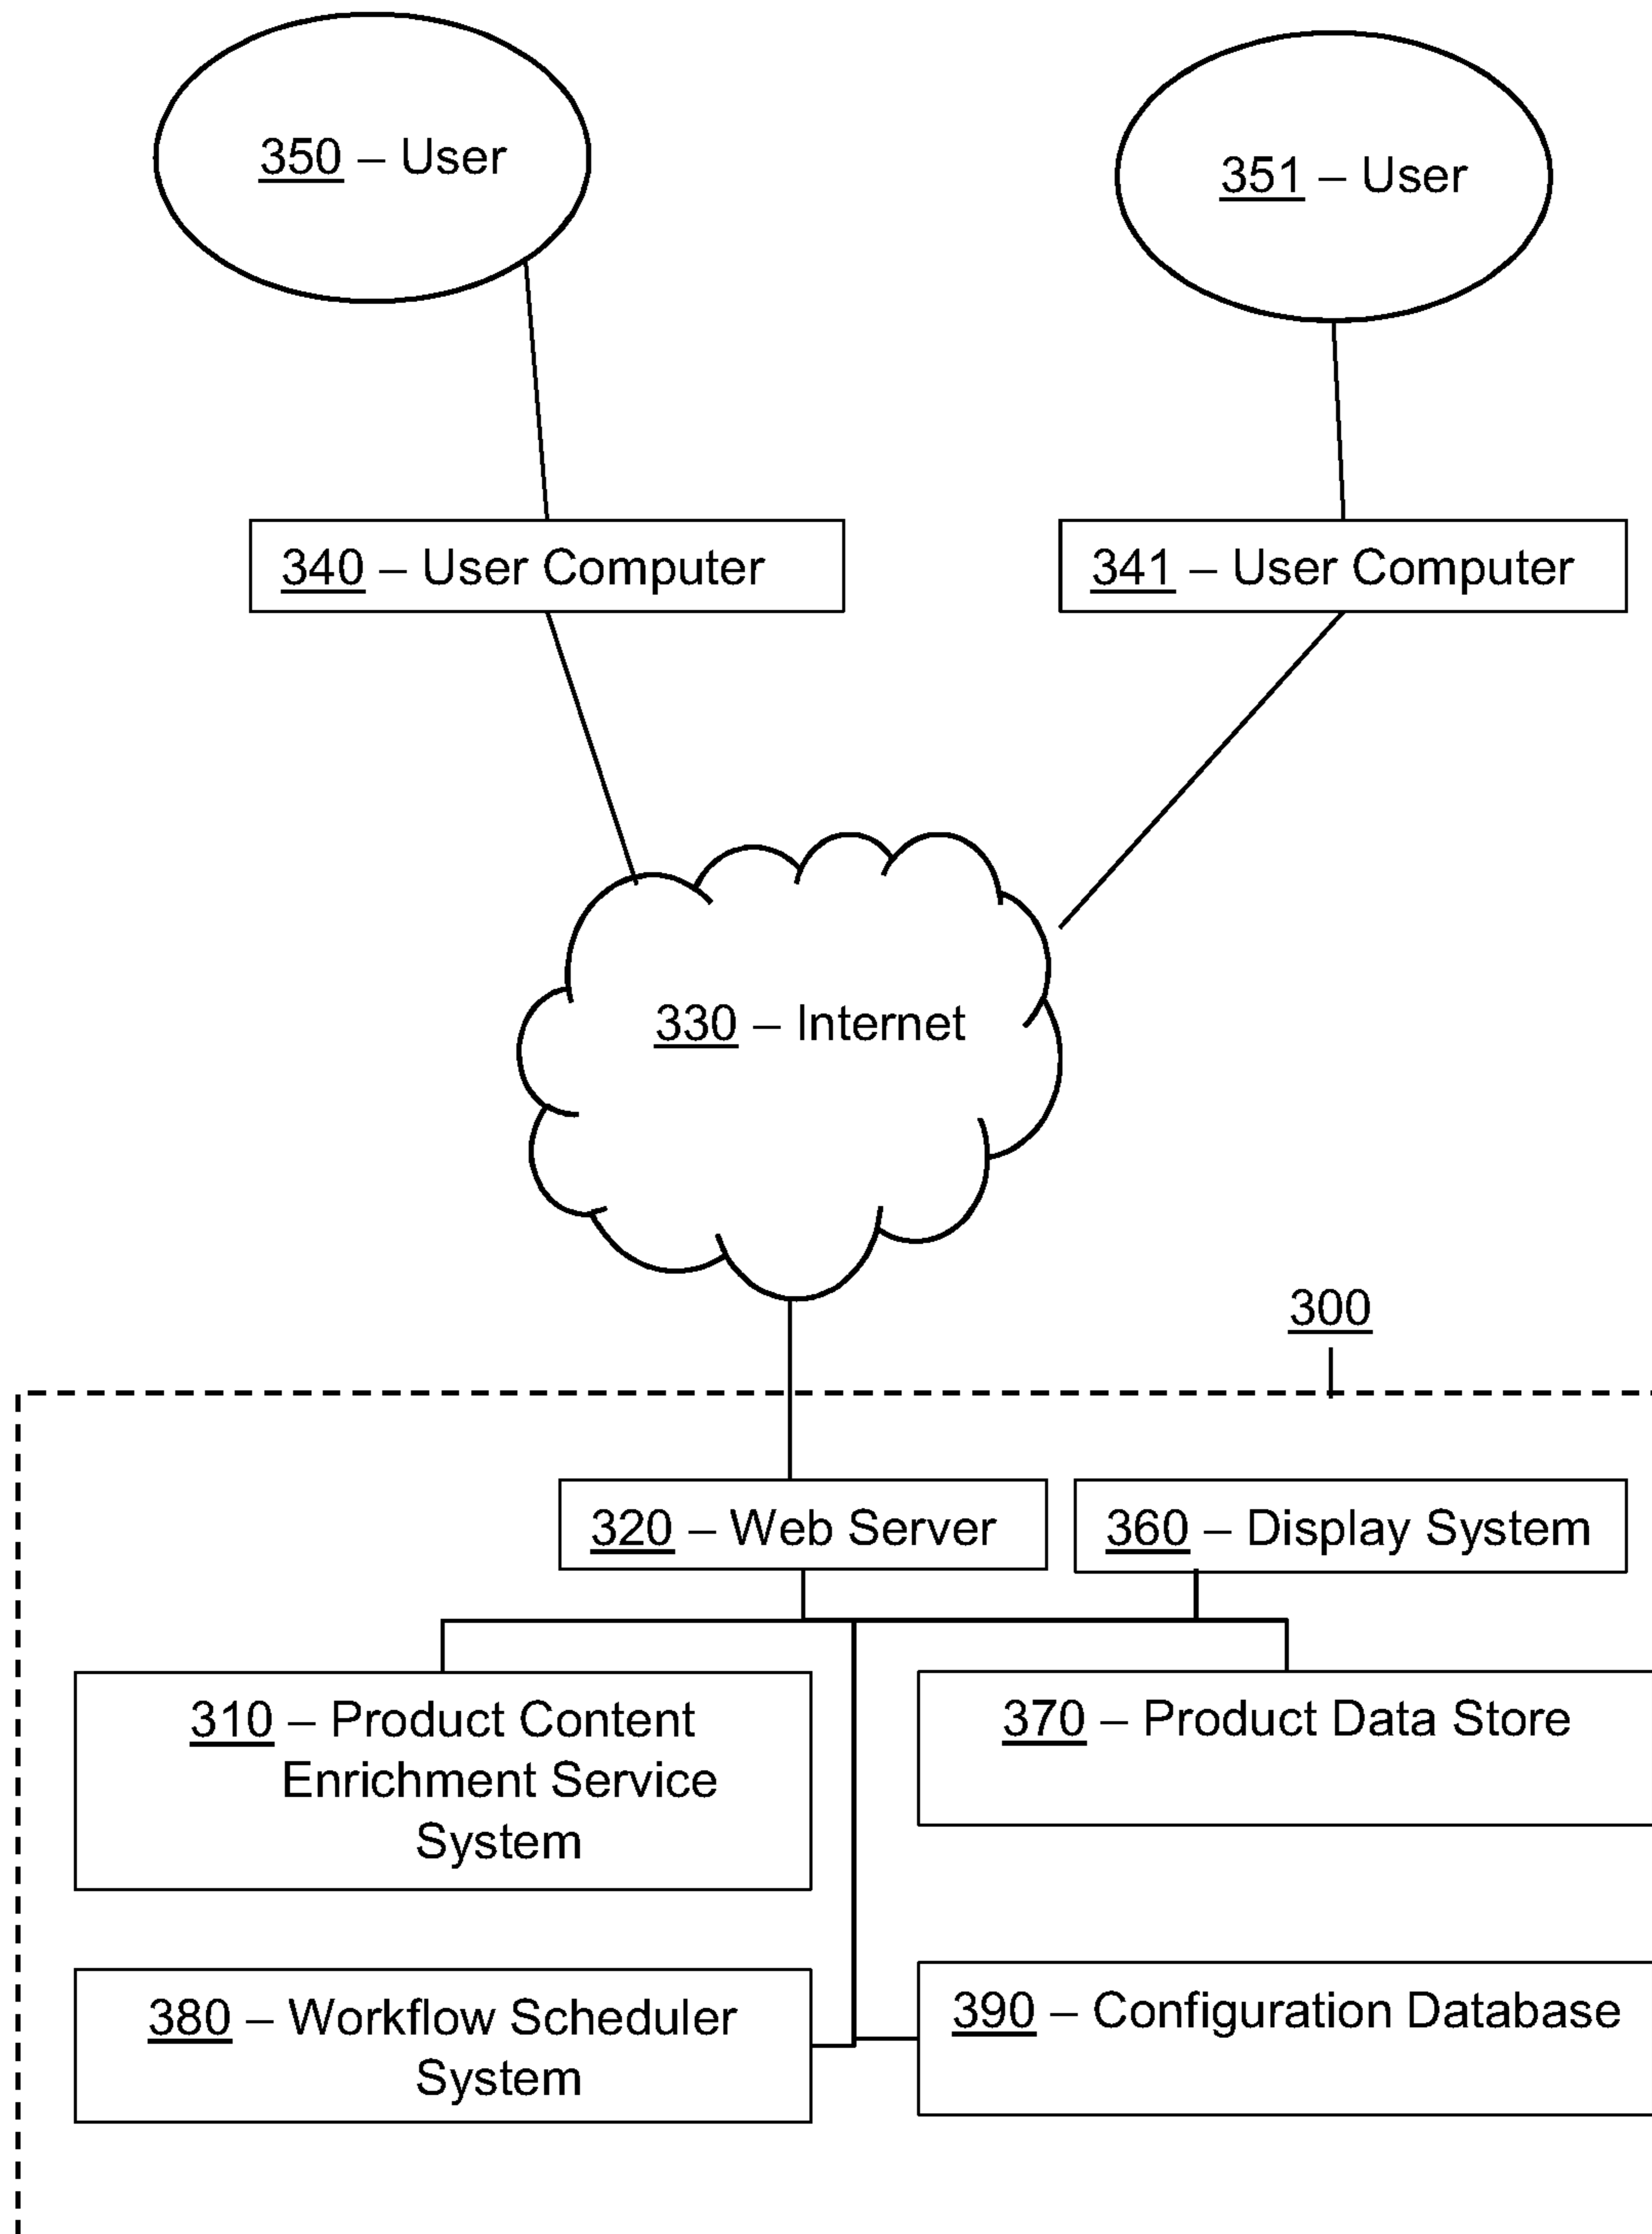 350 – User
351 – User
340 – User Computer
341 – User Computer
330 – Internet
300
320 – Web Server
360 – Display System
310 – Product Content
Enrichment Service
System
370 – Product Data Store
380 – Workflow Scheduler
System
390 – Configuration Database